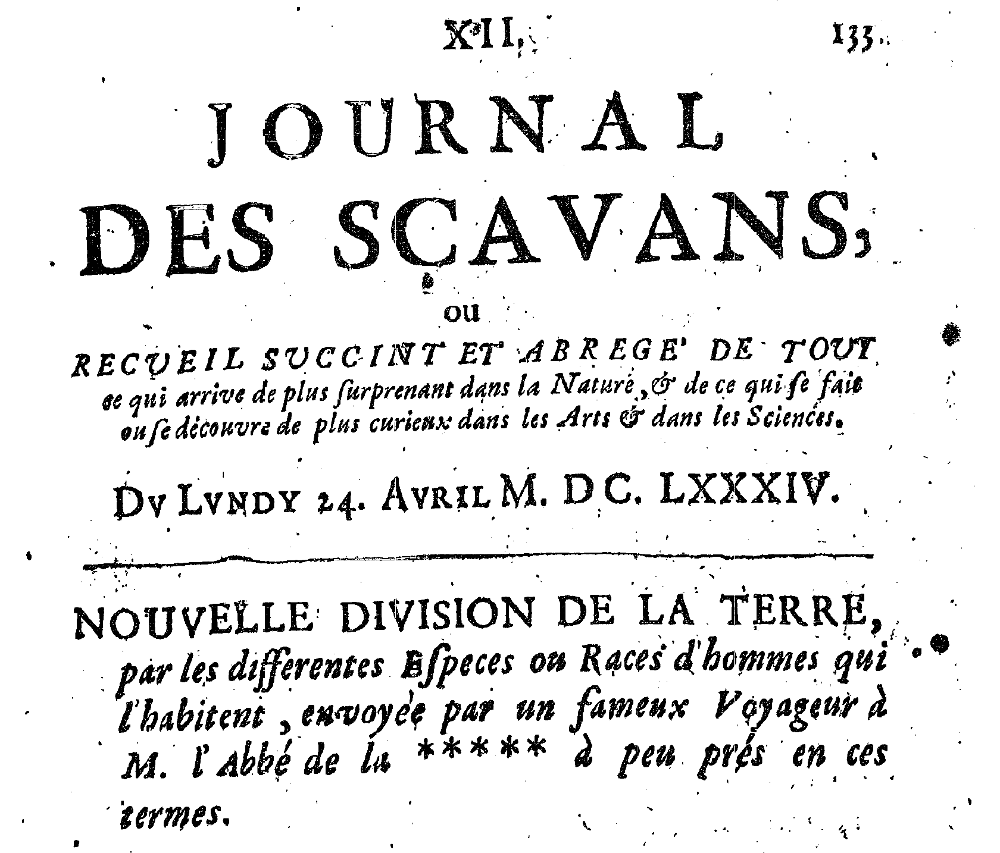 XII. 133.
JOURNAL
DES SÇAVANS,
ou
RECUEIL SUCCINT ET ABREGE' DE TOUT
ce qui arrive de plus ſurprenant dans la Nature, & de ce qui ſe fait
ou ſe découvre de plus curieux dans les Arts & dans les Sciences.
DV LVNDY 24. AVRIL M. DC. LXXXIV.
NOUVELLE DIVISION DE LA TERRE,
par les differentes Eſpeces ou Races d'hommes qui
l'habitent, envoyée par un fameux Voyageur à
M. l'Abbé de la ***** à peu prés en ces
termes.